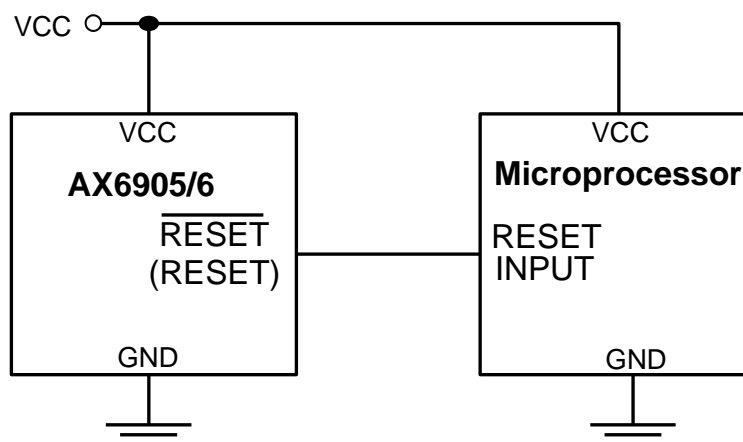 VCC
VCC
AX6905/6
RESET
(RESET)
GND
VCC
Microprocessor
RESET
INPUT
GND